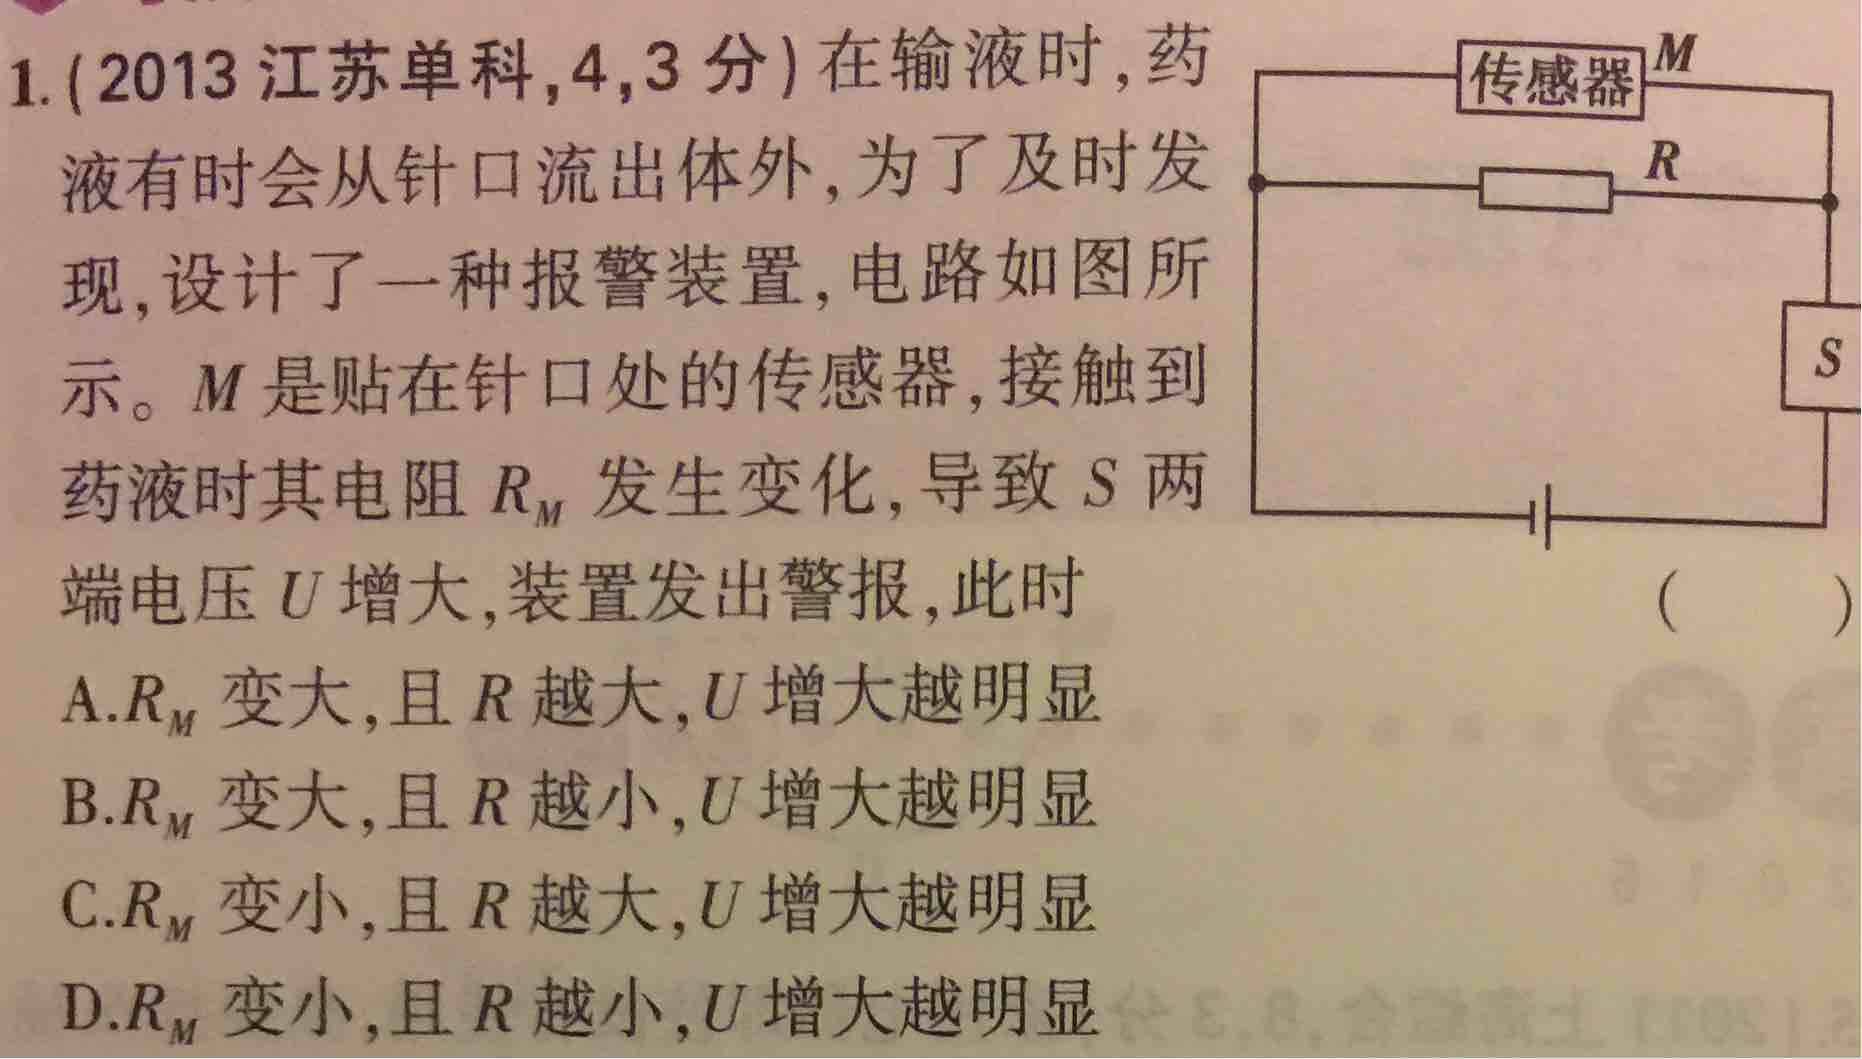 1.(2013江苏单科,4,3分)在输液时,药
液有时会从针口流出体外,为了及时发
现,设计了一种报警装置,电路如图所
示。M是贴在针口处的传感器,接触到
药液时其电阻 R_M 发生变化,导致 S 两
端电压 U 增大,装置发出警报,此时 ( )
A.R_M 变大,且 R 越大,U 增大越明显
B.R_M 变大,且 R 越小,U 增大越明显
C.R_M 变小,且 R 越大,U 增大越明显
D.R_M 变小,且 R 越小,U 增大越明显
传感器 M
R
S